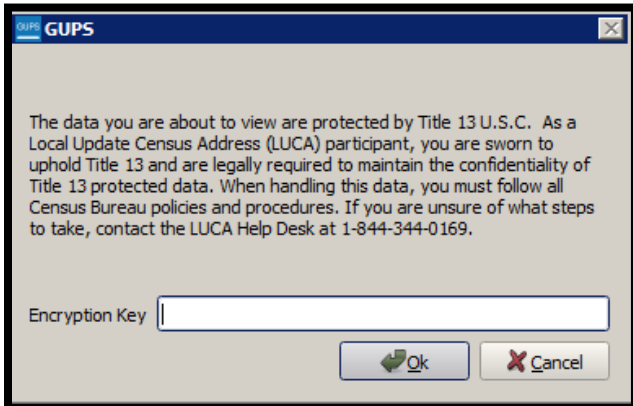 GUPS GUPS
The data you are about to view are protected by Title 13 U.S.C. As a
Local Update Census Address (LUCA) participant, you are sworn to
uphold Title 13 and are legally required to maintain the confidentiality of
Title 13 protected data. When handling this data, you must follow all
Census Bureau policies and procedures. If you are unsure of what steps
to take, contact the LUCA Help Desk at 1-844-344-0169.
Encryption Key
Ok Cancel